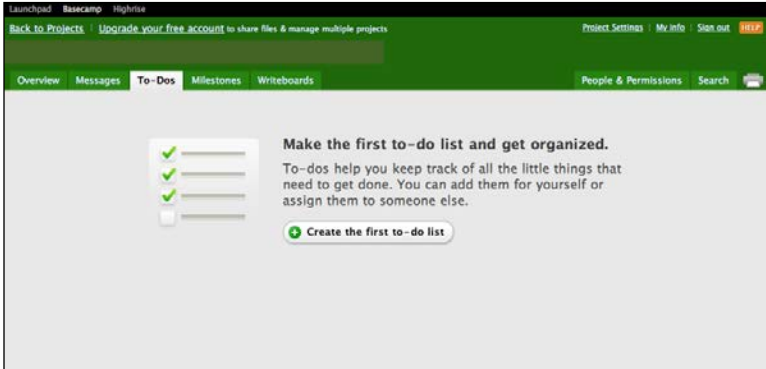 Launchpad Basecamp Highrise
Back to Projects | Upgrade your free account to share files & manage multiple projects Project Settings | My info | Sign out HELP
Overview Messages To-Dos Milestones Writeboards People & Permissions Search
Make the first to-do list and get organized.
To-dos help you keep track of all the little things that
need to get done. You can add them for yourself or
assign them to someone else.
Create the first to-do list